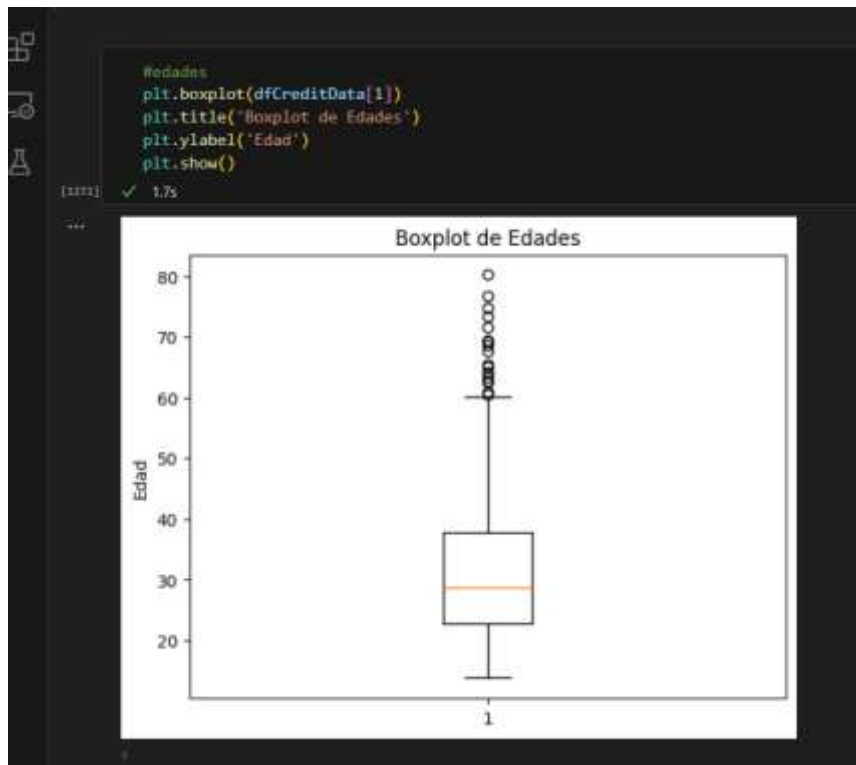 #edades
plt.boxplot(dfCreditData[1])
plt.title('Boxplot de Edades')
plt.ylabel('Edad')
plt.show()
✓ 1.7s
...
Boxplot de Edades
80
70
60
50
40
30
20
Edad
1